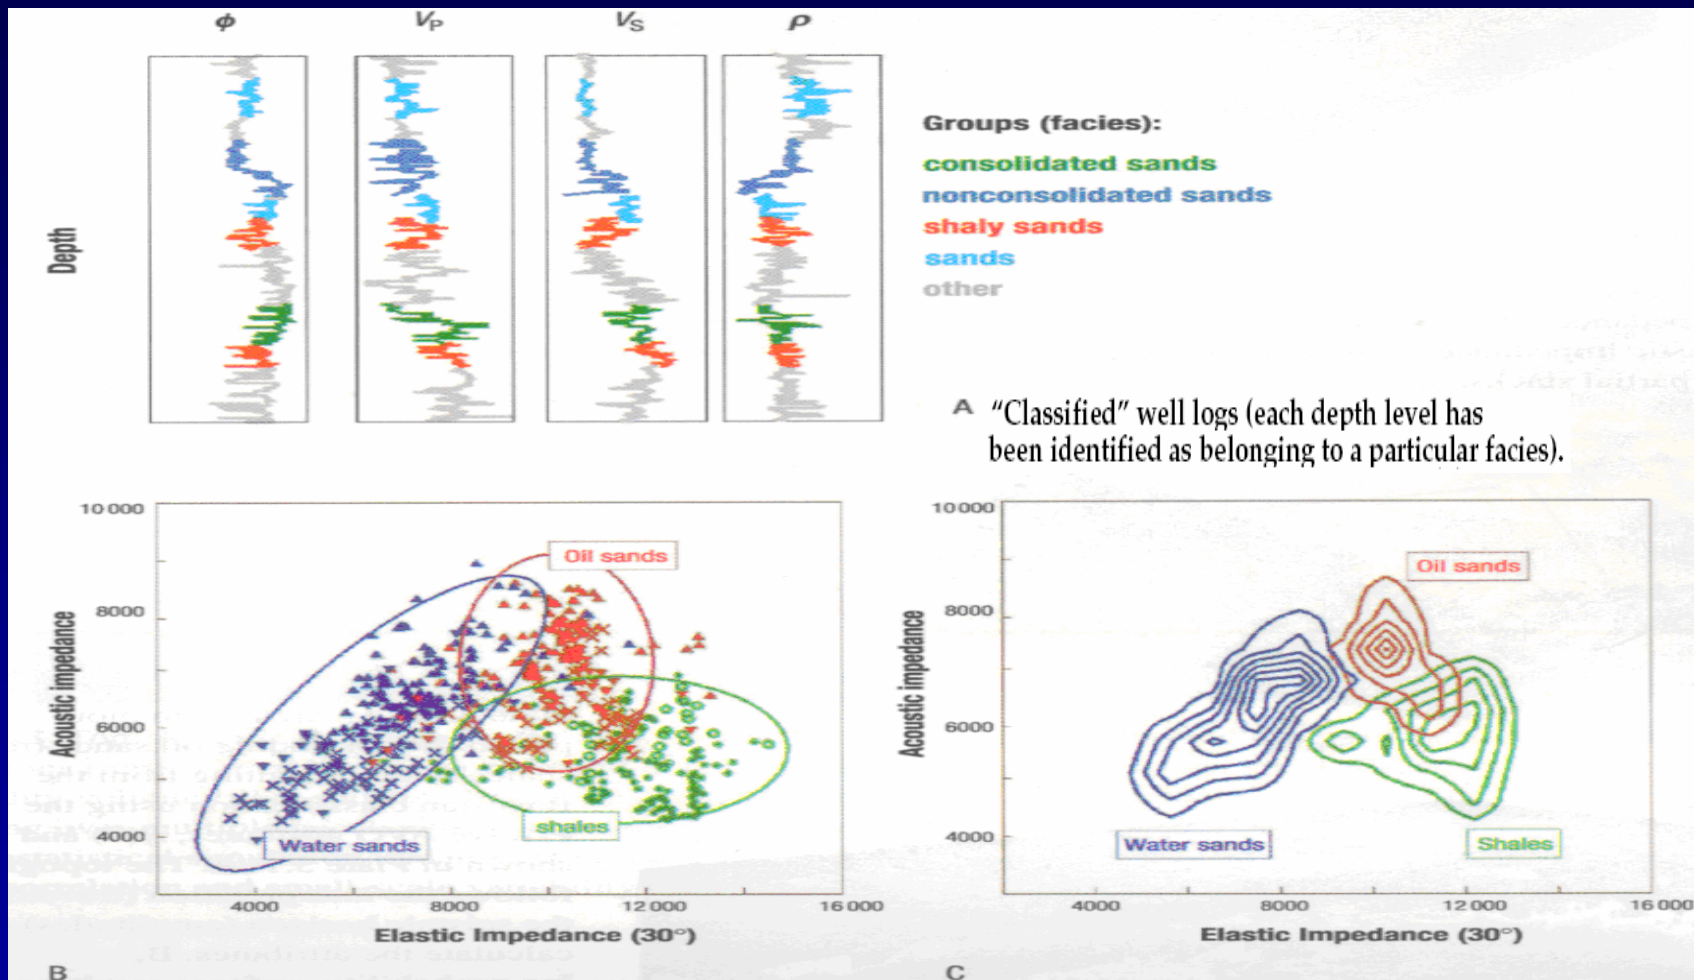 ϕ V_P V_S ρ
Depth
Groups (facies):
consolidated sands
nonconsolidated sands
shaly sands
sands
other
A "Classified" well logs (each depth level has
been identified as belonging to a particular facies).
10 000
8000
6000
4000
Acoustic impedance
Oil sands
shales
Water sands
4000 8000 12 000 16 000
Elastic Impedance (30°)
B
10 000
8000
6000
4000
Acoustic impedance
Oil sands
Water sands
Shales
4000 8000 12 000 16 000
Elastic Impedance (30°)
C